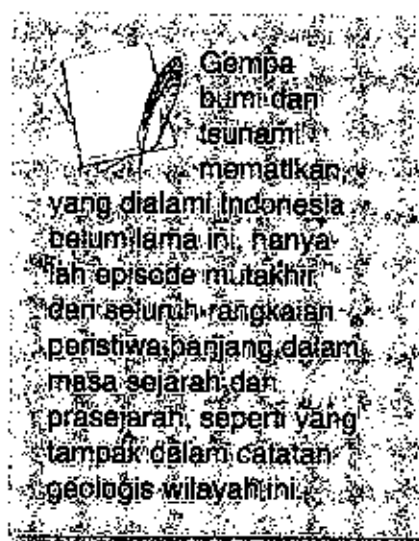 Gempa
bumi dan
tsunami
mematikan,
yang dialami Indonesia
belum lama ini, hanya-
lah episode mutakhir
dari seluruh rangkaian
peristiwa panjang dalam
masa sejarah dan
prasejarah, seperti yang
tampak dalam catatan
geologis wilayah ini.